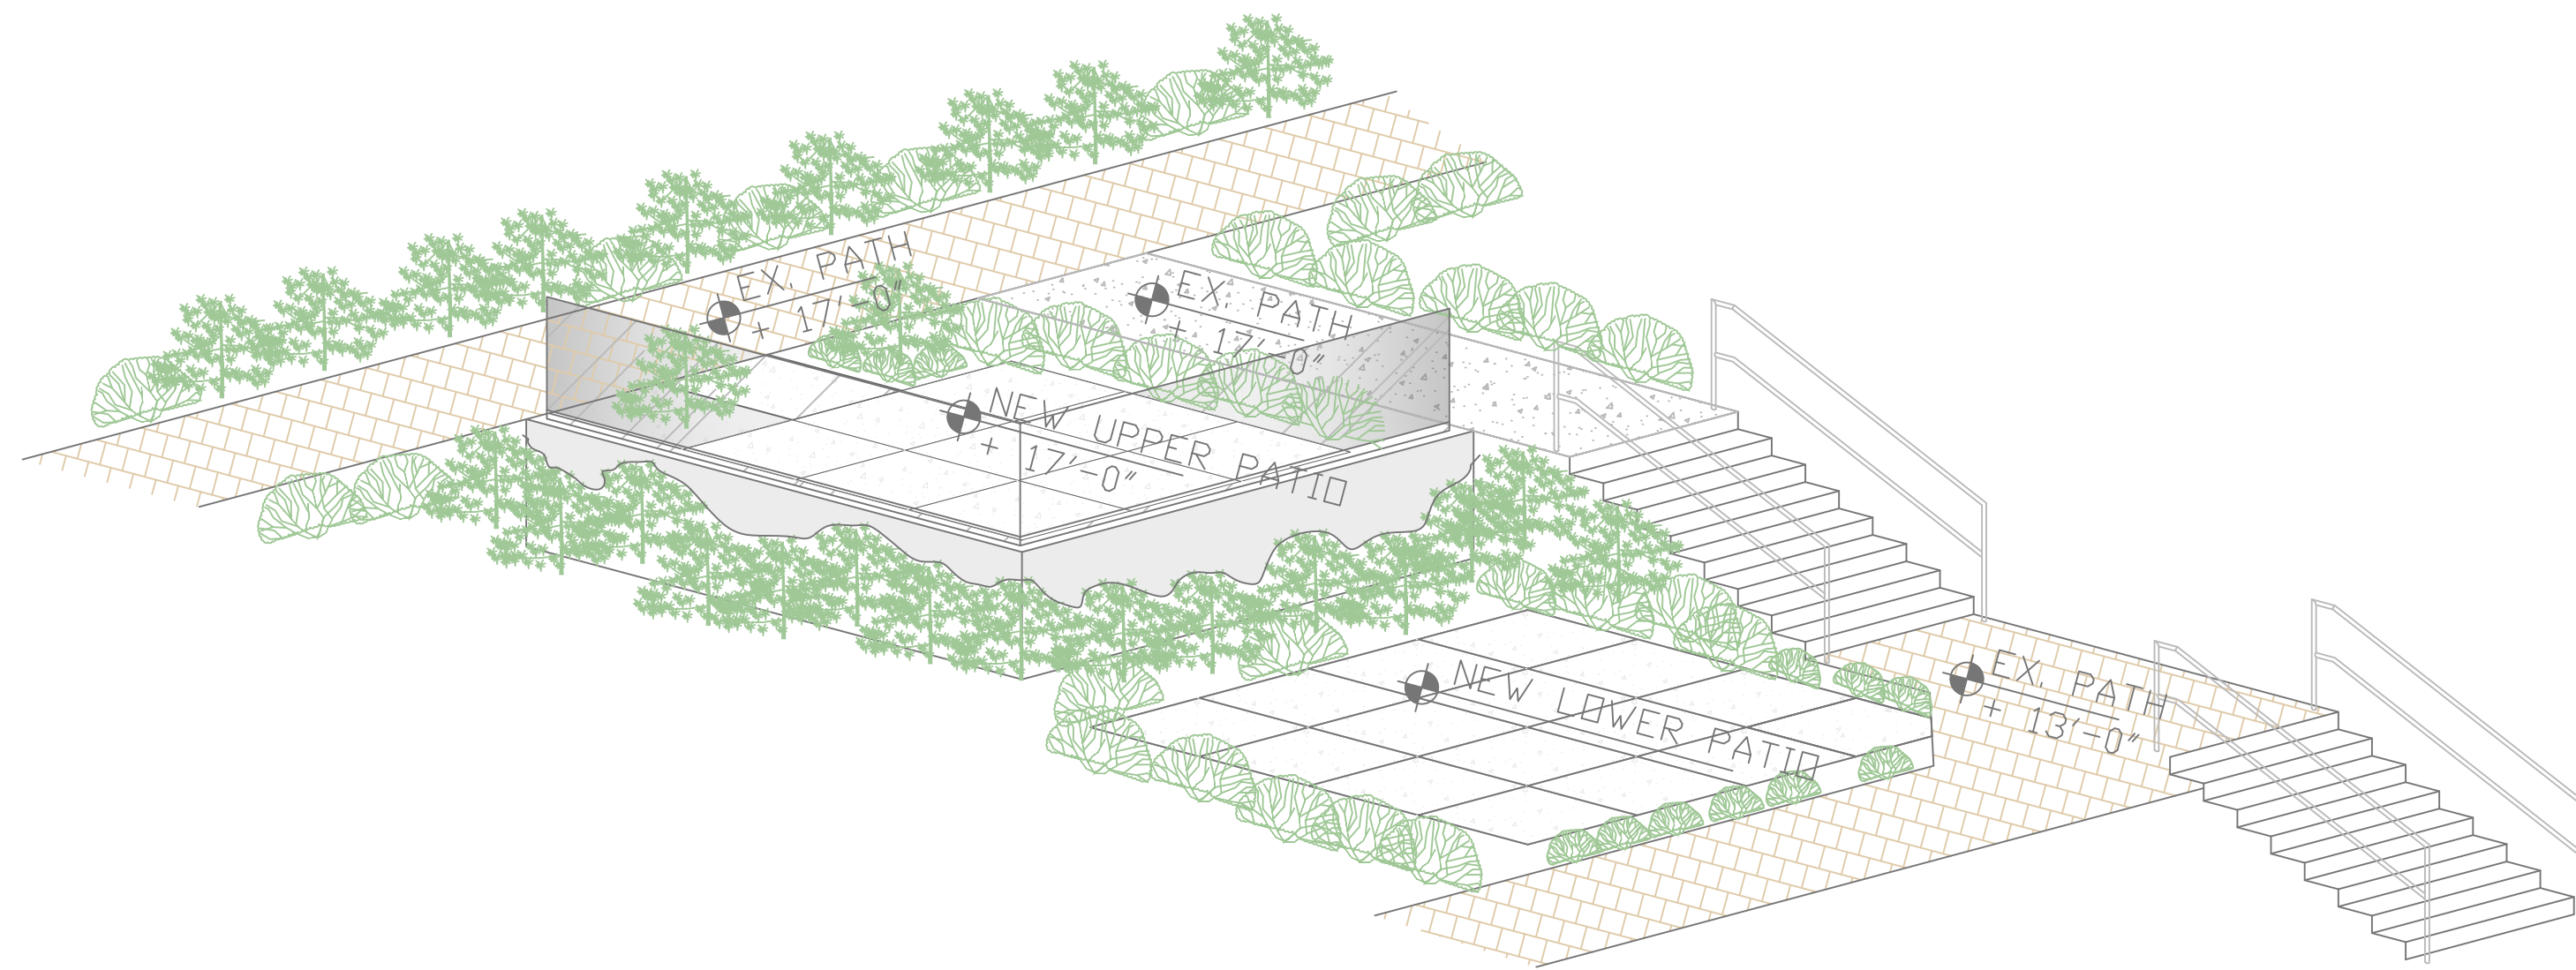 EX. PATH
+ 17'-0"
EX. PATH
+ 17'-0"
NEW UPPER PATIO
+ 17'-0"
NEW LOWER PATIO
EX. PATH
+ 13'-0"